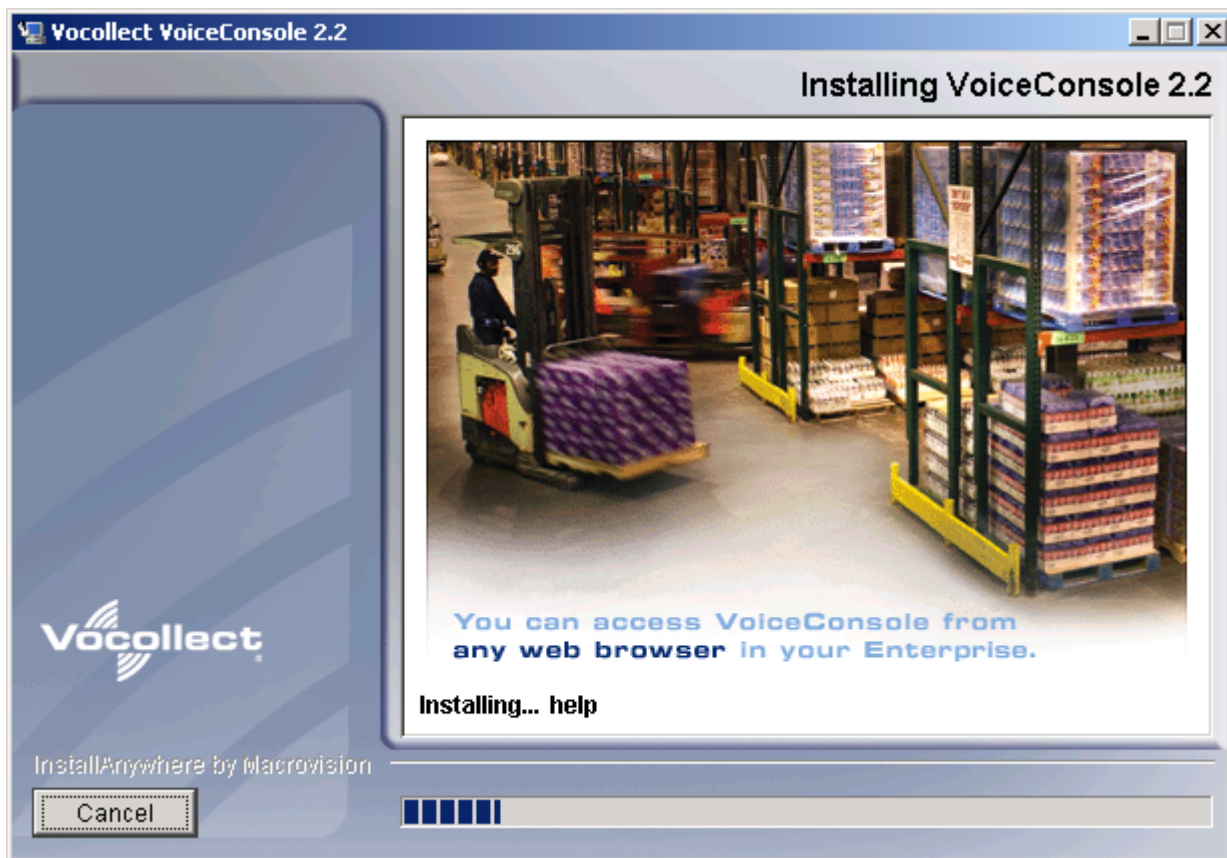 Vocollect VoiceConsole 2.2
Installing VoiceConsole 2.2
You can access VoiceConsole from
any web browser in your Enterprise.
Installing... help
Vocollect
InstallAnywhere by Macrovision
Cancel